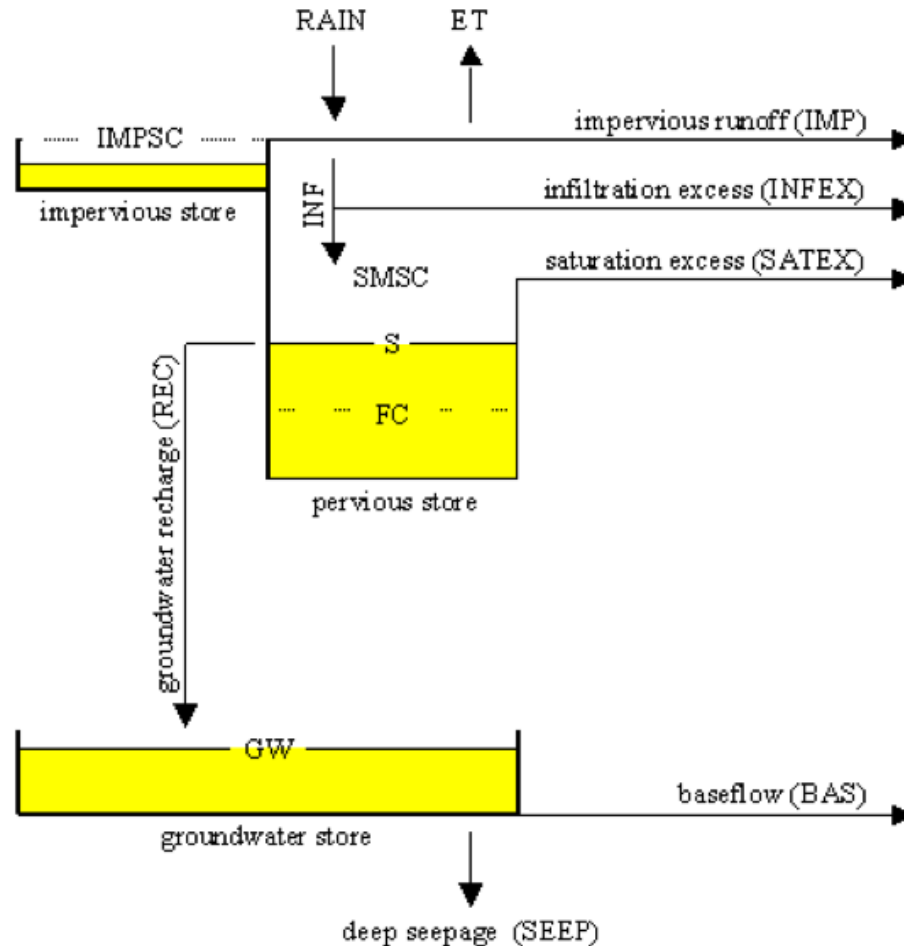 RAIN
ET
IMPSC
impervious runoff (IMP)
impervious store
INF
infiltration excess (INFEX)
saturation excess (SATEX)
SMSC
S
FC
pervious store
groundwater recharge (REC)
GW
baseflow (BAS)
groundwater store
deep seepage (SEEP)